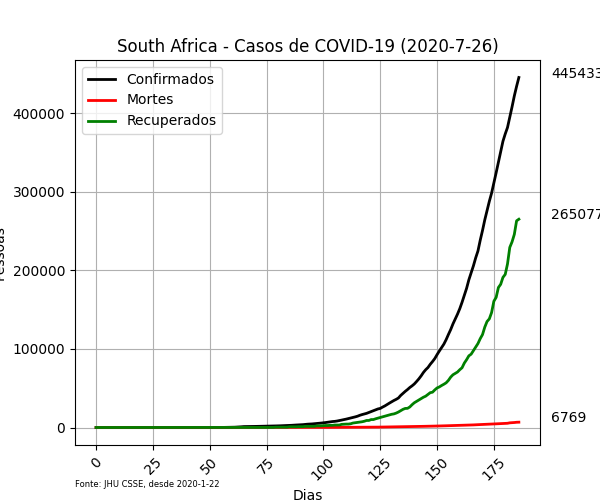 South Africa - Casos de COVID-19 (2020-7-26)
Confirmados
Mortes
Recuperados
445433
265077
6769
400000
300000
200000
100000
0
0
25
50
75
100
125
150
175
Pessoas
Dias
Fonte: JHU CSSE, desde 2020-1-22